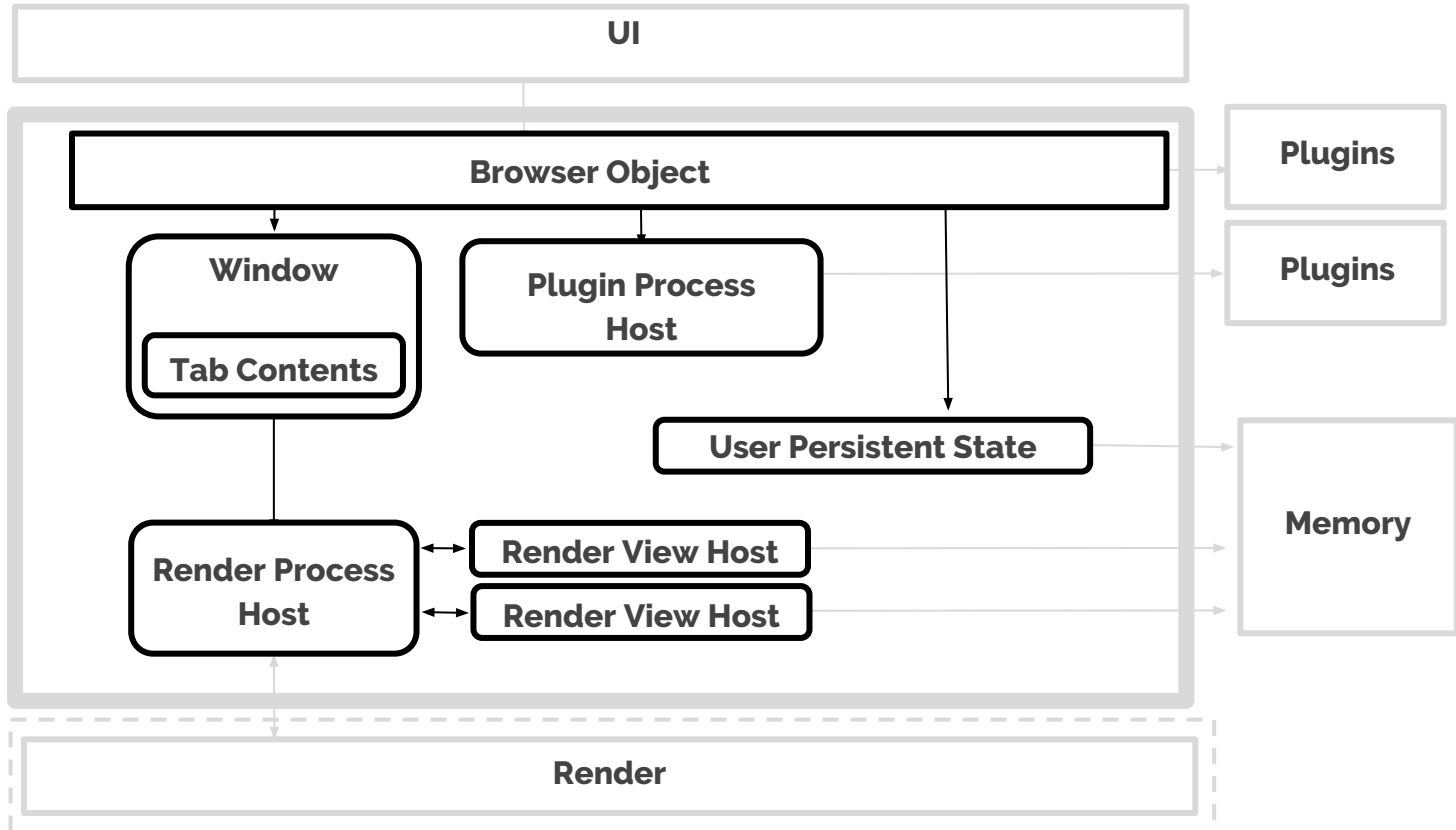 UI
Browser Object
Plugins
Window
Plugin Process
Host
Plugins
Tab Contents
User Persistent State
Memory
Render Process
Host
Render View Host
Render View Host
Render